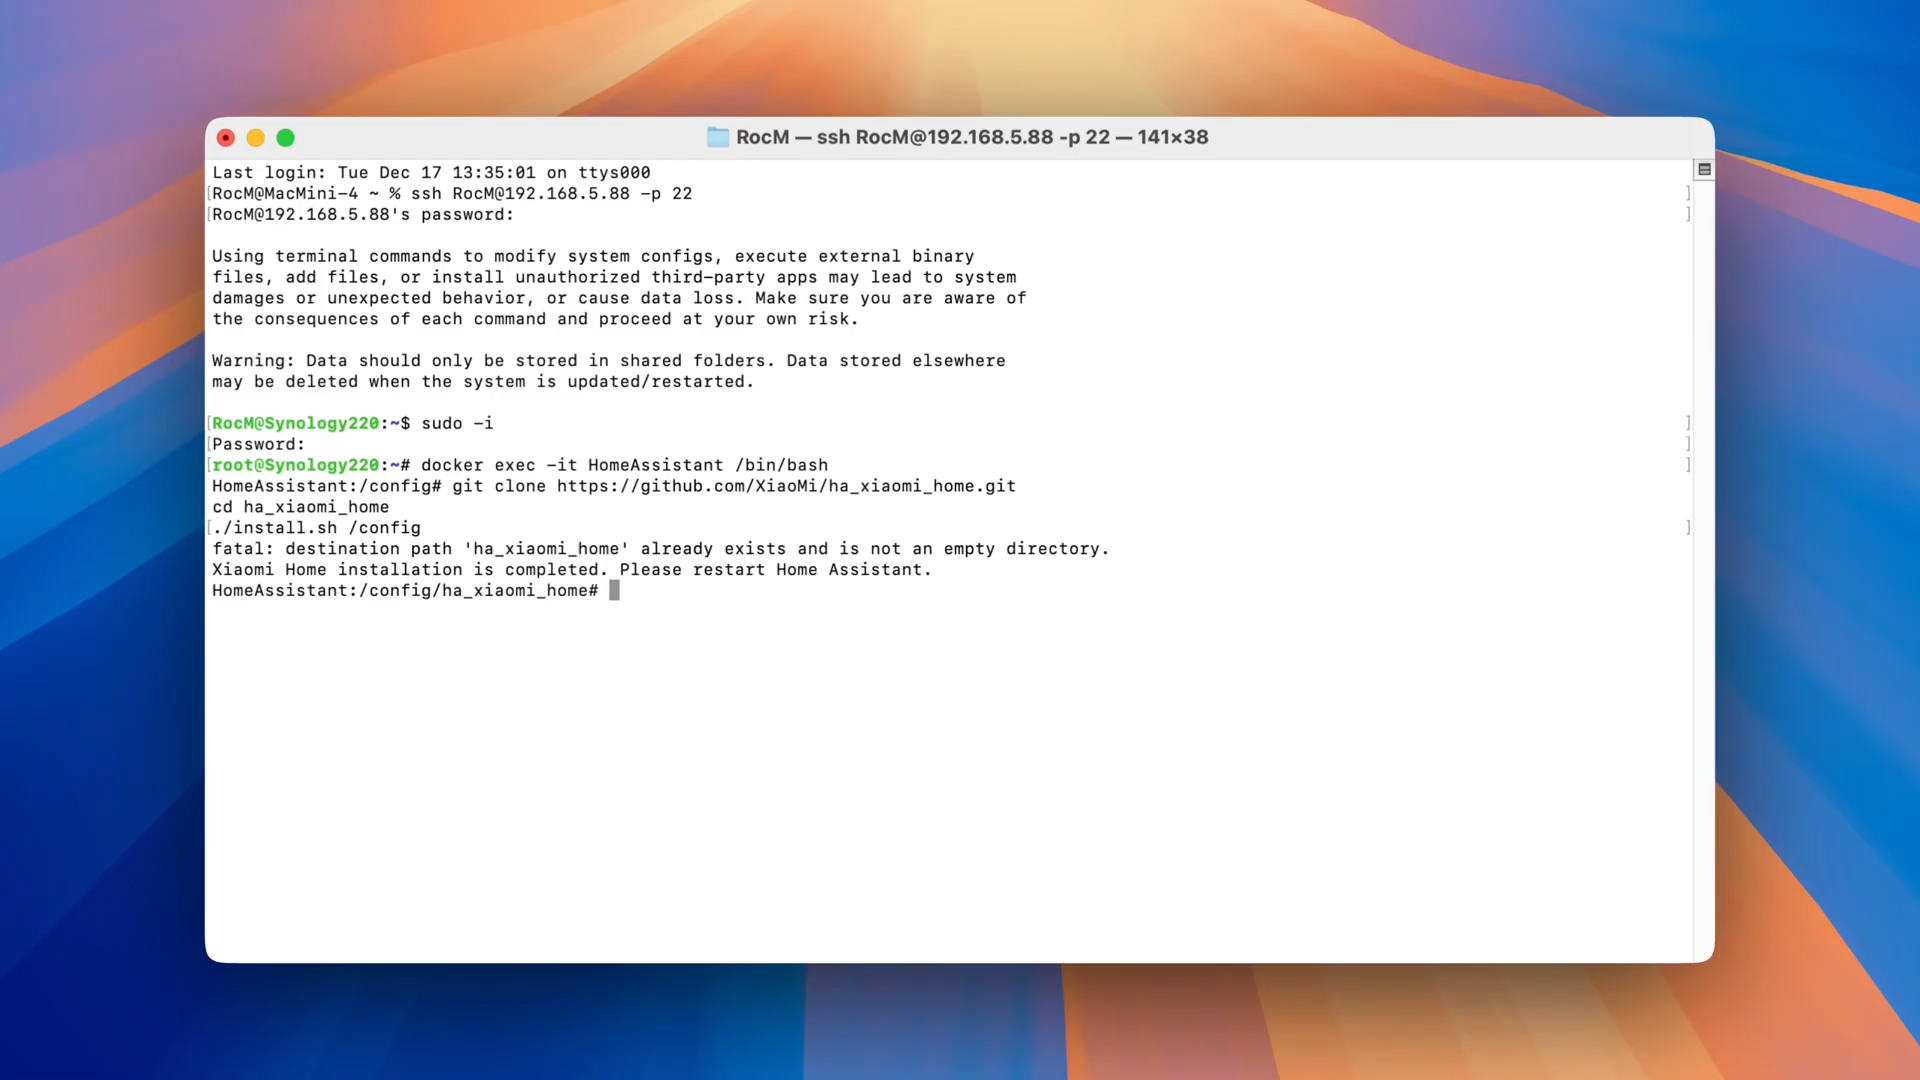 RocM — ssh RocM@192.168.5.88 -p 22 — 141×38
Last login: Tue Dec 17 13:35:01 on ttys000
[RocM@MacMini-4 ~ % ssh RocM@192.168.5.88 -p 22 ]
[RocM@192.168.5.88's password: ]
Using terminal commands to modify system configs, execute external binary
files, add files, or install unauthorized third-party apps may lead to system
damages or unexpected behavior, or cause data loss. Make sure you are aware of
the consequences of each command and proceed at your own risk.
Warning: Data should only be stored in shared folders. Data stored elsewhere
may be deleted when the system is updated/restarted.
[RocM@Synology220:~$ sudo -i ]
[Password: ]
[root@Synology220:~# docker exec -it HomeAssistant /bin/bash ]
HomeAssistant:/config# git clone https://github.com/XiaoMi/ha_xiaomi_home.git
cd ha_xiaomi_home
[./install.sh /config ]
fatal: destination path 'ha_xiaomi_home' already exists and is not an empty directory.
Xiaomi Home installation is completed. Please restart Home Assistant.
HomeAssistant:/config/ha_xiaomi_home#